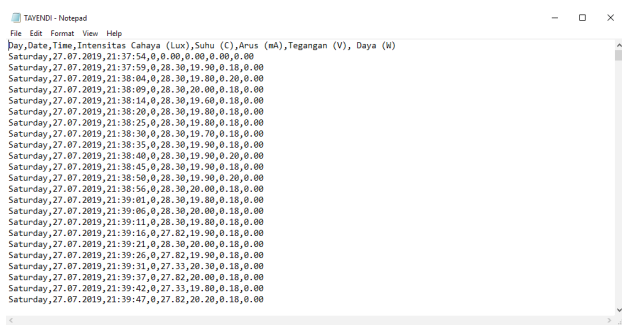 TAYENDI - Notepad
File Edit Format View Help
Day,Date,Time,Intensitas Cahaya (Lux),Suhu (C),Arus (mA),Tegangan (V), Daya (W)
Saturday,27.07.2019,21:37:54,0,0.00,0.00,0.00,0.00
Saturday,27.07.2019,21:37:59,0,28.30,19.90,0.18,0.00
Saturday,27.07.2019,21:38:04,0,28.30,19.80,0.20,0.00
Saturday,27.07.2019,21:38:09,0,28.30,20.00,0.18,0.00
Saturday,27.07.2019,21:38:14,0,28.30,19.60,0.18,0.00
Saturday,27.07.2019,21:38:20,0,28.30,19.80,0.18,0.00
Saturday,27.07.2019,21:38:25,0,28.30,19.80,0.18,0.00
Saturday,27.07.2019,21:38:30,0,28.30,19.70,0.18,0.00
Saturday,27.07.2019,21:38:35,0,28.30,19.90,0.18,0.00
Saturday,27.07.2019,21:38:40,0,28.30,19.90,0.20,0.00
Saturday,27.07.2019,21:38:45,0,28.30,19.90,0.18,0.00
Saturday,27.07.2019,21:38:50,0,28.30,19.90,0.20,0.00
Saturday,27.07.2019,21:38:56,0,28.30,20.00,0.18,0.00
Saturday,27.07.2019,21:39:01,0,28.30,19.80,0.18,0.00
Saturday,27.07.2019,21:39:06,0,28.30,20.00,0.18,0.00
Saturday,27.07.2019,21:39:11,0,28.30,19.80,0.18,0.00
Saturday,27.07.2019,21:39:16,0,27.82,19.90,0.18,0.00
Saturday,27.07.2019,21:39:21,0,28.30,20.00,0.18,0.00
Saturday,27.07.2019,21:39:26,0,27.82,19.90,0.18,0.00
Saturday,27.07.2019,21:39:31,0,27.33,20.30,0.18,0.00
Saturday,27.07.2019,21:39:37,0,27.82,20.00,0.18,0.00
Saturday,27.07.2019,21:39:42,0,27.33,19.80,0.18,0.00
Saturday,27.07.2019,21:39:47,0,27.82,20.20,0.18,0.00